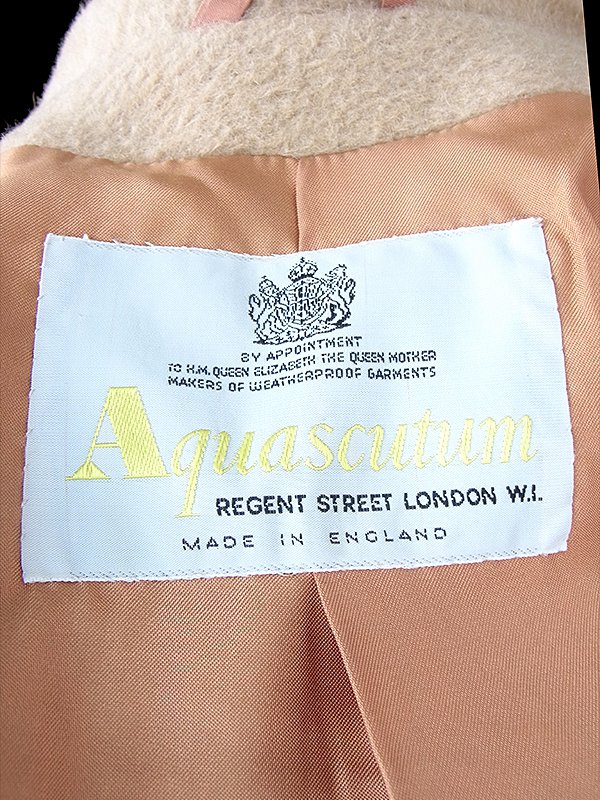 BY APPOINTMENT
TO H.M. QUEEN ELIZABETH THE QUEEN MOTHER
MAKERS OF WEATHERPROOF GARMENTS
Aquascutum
REGENT STREET LONDON W.I.
MADE IN ENGLAND